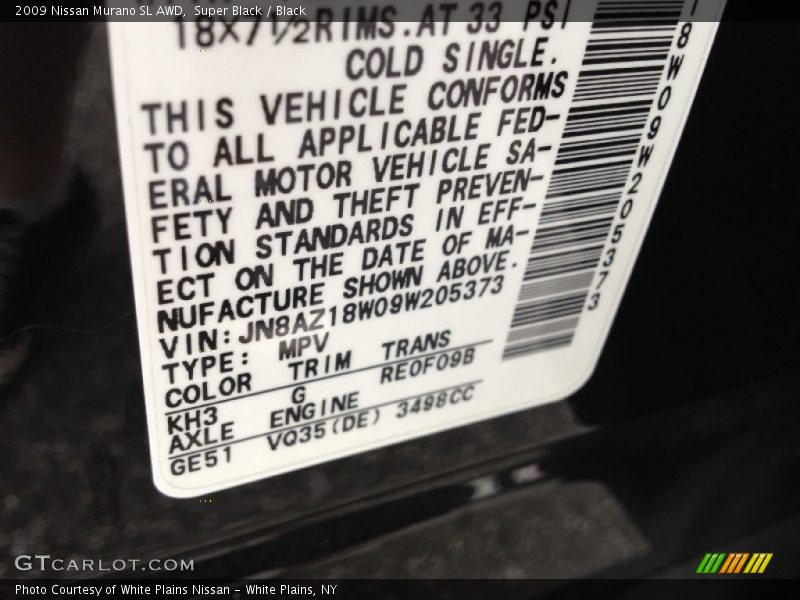 2009 Nissan Murano SL AWD, Super Black / Black
18X7 1/2RIMS.AT 33 PSI
COLD SINGLE.
THIS VEHICLE CONFORMS
TO ALL APPLICABLE FED-
ERAL MOTOR VEHICLE SA-
FETY AND THEFT PREVEN-
TION STANDARDS IN EFF-
ECT ON THE DATE OF MA-
NUFACTURE SHOWN ABOVE.
VIN:JN8AZ18W09W205373
TYPE: MPV
COLOR TRIM TRANS
KH3 G RE0F09B
AXLE ENGINE
GE51 VQ35(DE) 3498CC
8W09W205373
GTCARLOT.COM
Photo Courtesy of White Plains Nissan - White Plains, NY